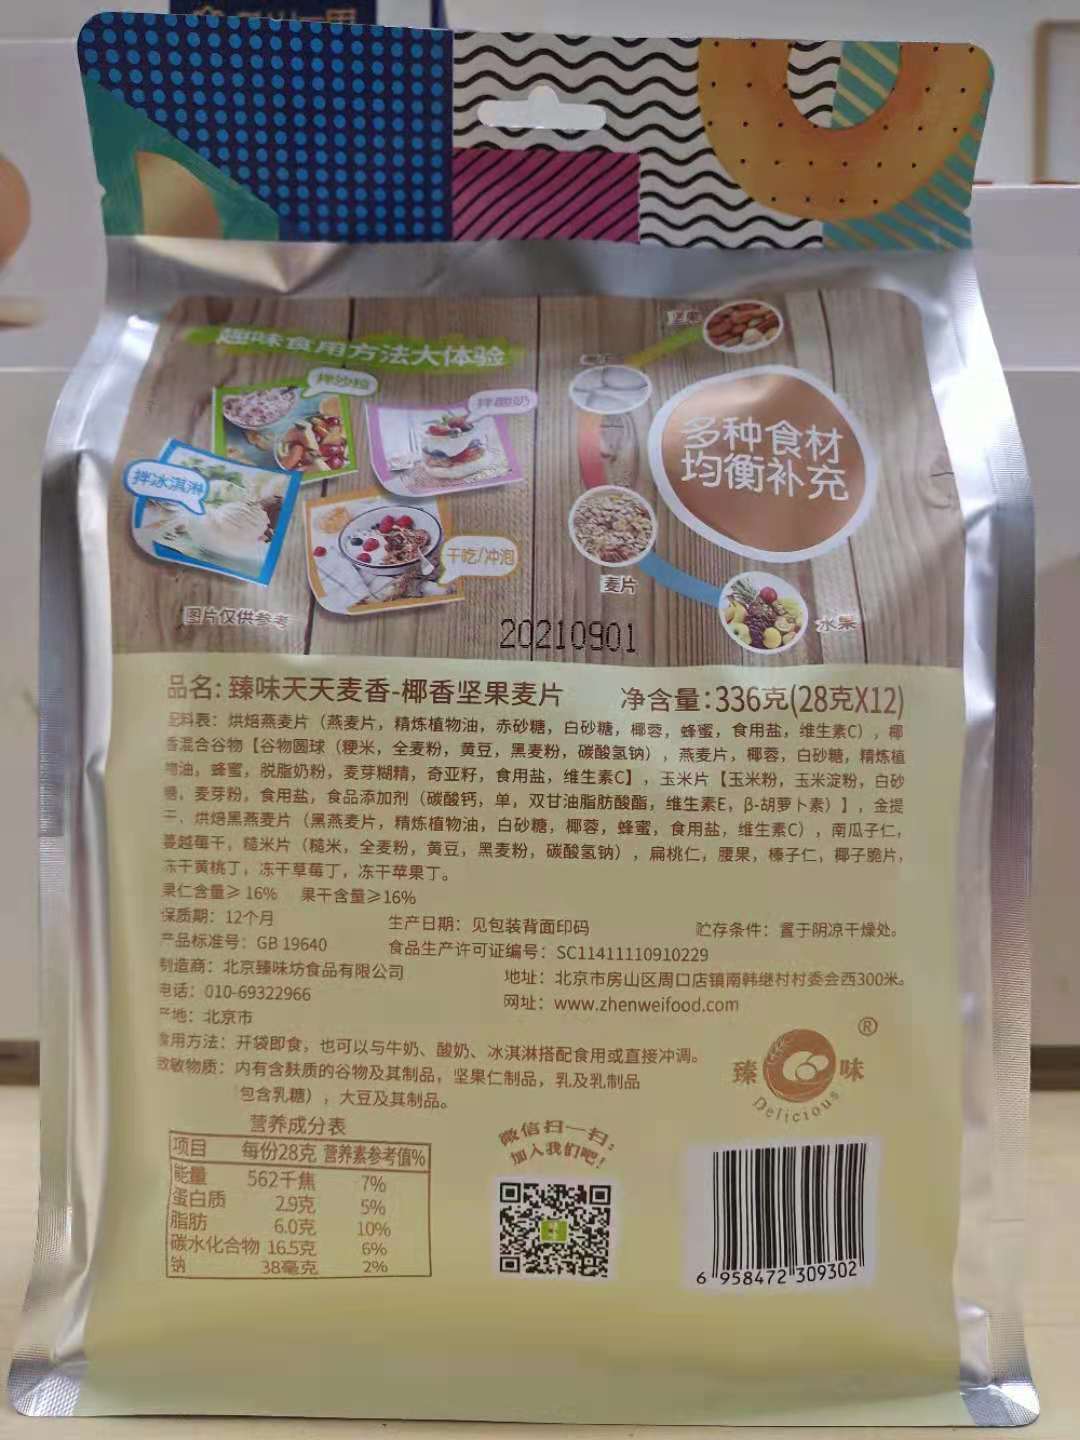 趣味食用方法大体验
拌沙拉
拌酸奶
拌冰淇淋
干吃/冲泡
图片仅供参考
坚果
多种食材
均衡补充
麦片
水果
20210901
品名: 臻味天天麦香-椰香坚果麦片 净含量: 336克(28克X12)
配料表: 烘焙燕麦片（燕麦片，精炼植物油，赤砂糖，白砂糖，椰蓉，蜂蜜，食用盐，维生素C），椰
香混合谷物【谷物圆球（粳米，全麦粉，黄豆，黑麦粉，碳酸氢钠），燕麦片，椰蓉，白砂糖，精炼植
物油，蜂蜜，脱脂奶粉，麦芽糊精，奇亚籽，食用盐，维生素C】，玉米片【玉米粉，玉米淀粉，白砂
糖，麦芽粉，食用盐，食品添加剂（碳酸钙，单，双甘油脂肪酸酯，维生素E，β-胡萝卜素）】，金提
干，烘焙黑燕麦片（黑燕麦片，精炼植物油，白砂糖，椰蓉，蜂蜜，食用盐，维生素C），南瓜子仁，
蔓越莓干，糙米片（糙米，全麦粉，黄豆，黑麦粉，碳酸氢钠），扁桃仁，腰果，榛子仁，椰子脆片，
冻干黄桃丁，冻干草莓丁，冻干苹果丁。
果仁含量≥16% 果干含量≥16%
保质期: 12个月 生产日期: 见包装背面印码 贮存条件: 置于阴凉干燥处。
产品标准号: GB 19640 食品生产许可证编号: SC11411110910229
制造商: 北京臻味坊食品有限公司 地址: 北京市房山区周口店镇南韩继村村委会西300米。
电话: 010-69322966 网址: www.zhenweifood.com
产地: 北京市
食用方法: 开袋即食，也可以与牛奶、酸奶、冰淇淋搭配食用或直接冲调。
致敏物质: 内有含麸质的谷物及其制品，坚果仁制品，乳及乳制品
包含乳糖），大豆及其制品。
臻味 ®
Delicious
营养成分表
项目 每份28克 营养素参考值%
能量 562千焦 7%
蛋白质 2.9克 5%
脂肪 6.0克 10%
碳水化合物 16.5克 6%
钠 38毫克 2%
微信扫一扫:
加入我们吧!
6 958472 309302